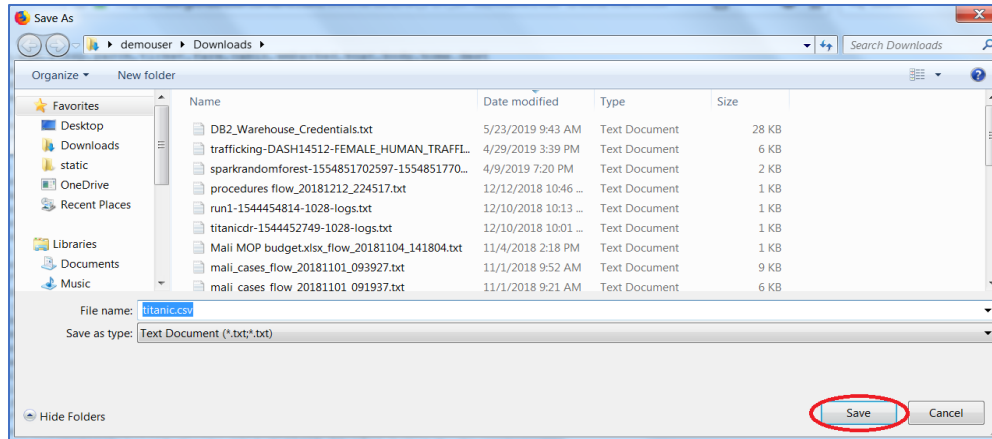 Save As
demouser Downloads
Search Downloads
Organize New folder
Favorites
Desktop
Downloads
static
OneDrive
Recent Places
Libraries
Documents
Music
Name Date modified Type Size
DB2_Warehouse_Credentials.txt 5/23/2019 9:43 AM Text Document 28 KB
trafficking-DASH14512-FEMALE_HUMAN_TRAFFI... 4/29/2019 3:39 PM Text Document 6 KB
sparkrandomforest-1554851702597-1554851770... 4/9/2019 7:20 PM Text Document 2 KB
procedures flow_20181212_224517.txt 12/12/2018 10:46 ... Text Document 1 KB
run1-1544454814-1028-logs.txt 12/10/2018 10:13 ... Text Document 1 KB
titanicdr-1544452749-1028-logs.txt 12/10/2018 10:01 ... Text Document 1 KB
Mali MOP budget.xlsx_flow_20181104_141804.txt 11/4/2018 2:18 PM Text Document 1 KB
mali_cases_flow_20181101_093927.txt 11/1/2018 9:52 AM Text Document 9 KB
mali_cases_flow_20181101_091937.txt 11/1/2018 9:21 AM Text Document 6 KB
File name: titanic.csv
Save as type: Text Document (*.txt;*.txt)
Hide Folders
Save
Cancel